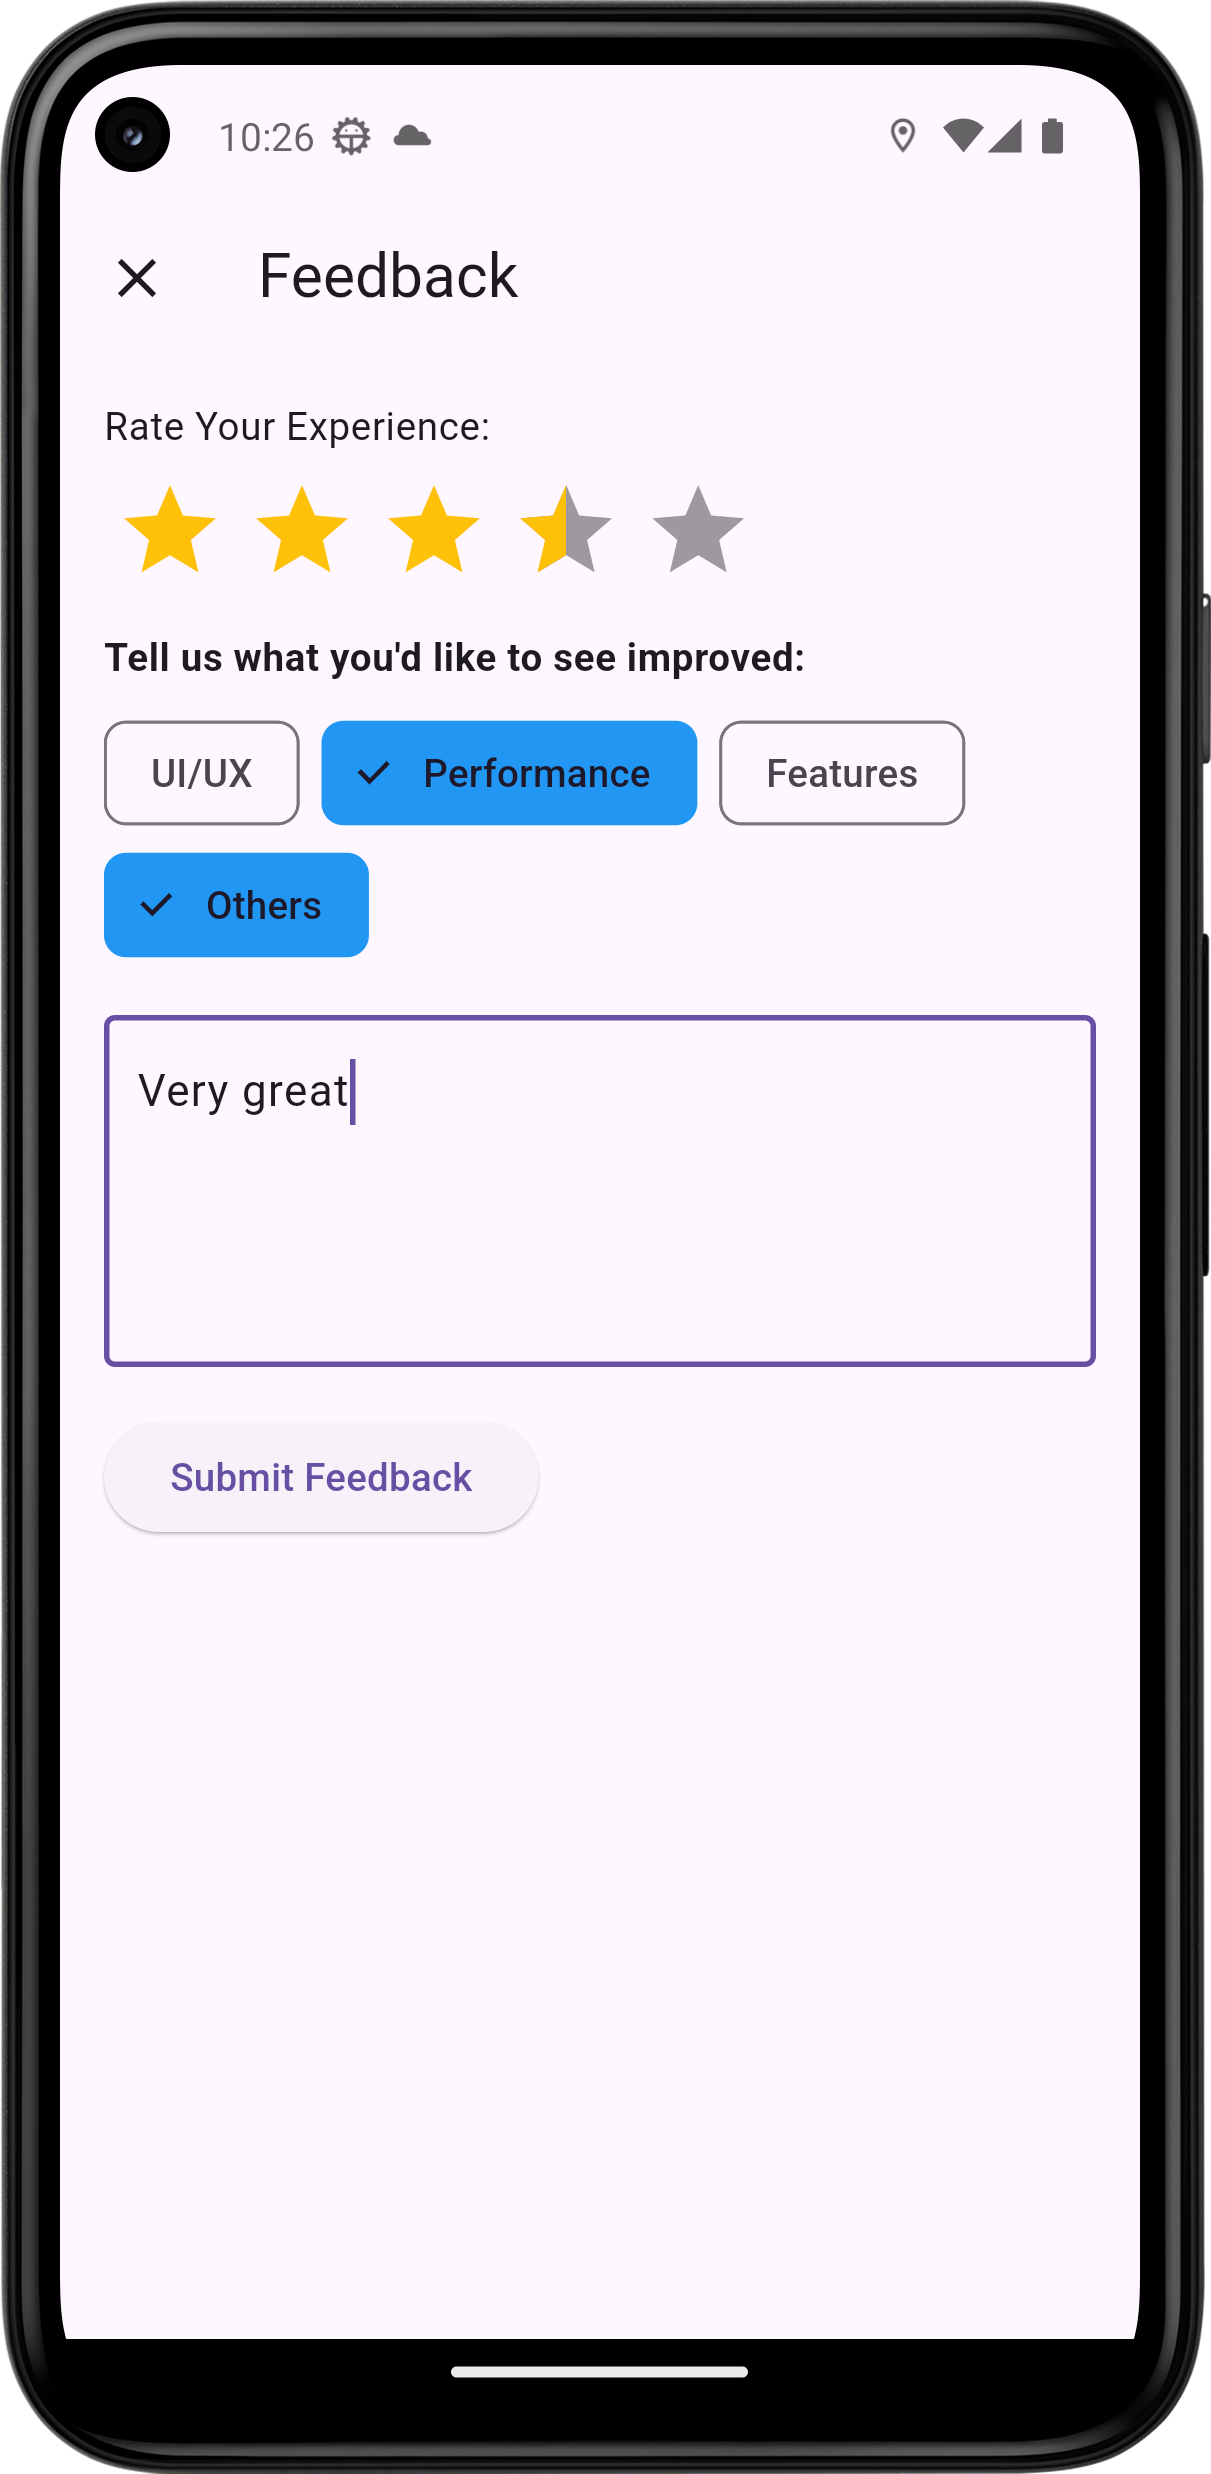 10:26
Feedback
Rate Your Experience:
Tell us what you'd like to see improved:
UI/UX Performance Features
Others
Very great
Submit Feedback